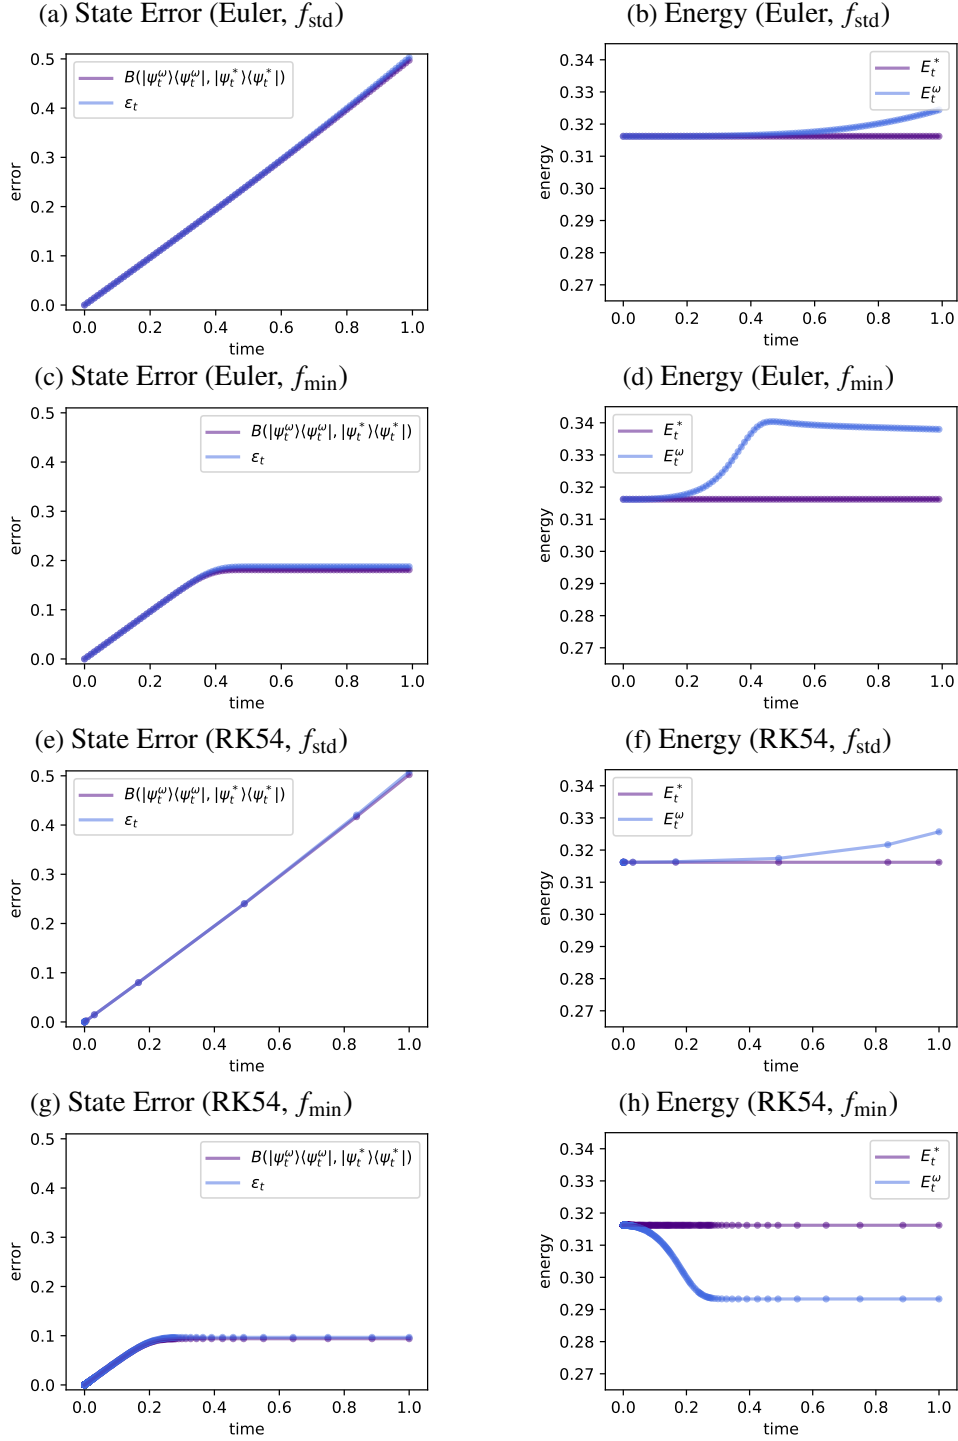 (a) State Error (Euler, f_std)
(b) Energy (Euler, f_std)
0.5
0.4
0.3
0.2
0.1
0.0
error
B(|ψ_t^ω⟩⟨ψ_t^ω|, |ψ_t^*⟩⟨ψ_t^*|)
ε_t
0.0 0.2 0.4 0.6 0.8 1.0
time
0.34
0.33
0.32
0.31
0.30
0.29
0.28
0.27
energy
E_t^*
E_t^ω
0.0 0.2 0.4 0.6 0.8 1.0
time
(c) State Error (Euler, f_min)
(d) Energy (Euler, f_min)
0.5
0.4
0.3
0.2
0.1
0.0
error
B(|ψ_t^ω⟩⟨ψ_t^ω|, |ψ_t^*⟩⟨ψ_t^*|)
ε_t
0.0 0.2 0.4 0.6 0.8 1.0
time
0.34
0.33
0.32
0.31
0.30
0.29
0.28
0.27
energy
E_t^*
E_t^ω
0.0 0.2 0.4 0.6 0.8 1.0
time
(e) State Error (RK54, f_std)
(f) Energy (RK54, f_std)
0.5
0.4
0.3
0.2
0.1
0.0
error
B(|ψ_t^ω⟩⟨ψ_t^ω|, |ψ_t^*⟩⟨ψ_t^*|)
ε_t
0.0 0.2 0.4 0.6 0.8 1.0
time
0.34
0.33
0.32
0.31
0.30
0.29
0.28
0.27
energy
E_t^*
E_t^ω
0.0 0.2 0.4 0.6 0.8 1.0
time
(g) State Error (RK54, f_min)
(h) Energy (RK54, f_min)
0.5
0.4
0.3
0.2
0.1
0.0
error
B(|ψ_t^ω⟩⟨ψ_t^ω|, |ψ_t^*⟩⟨ψ_t^*|)
ε_t
0.0 0.2 0.4 0.6 0.8 1.0
time
0.34
0.33
0.32
0.31
0.30
0.29
0.28
0.27
energy
E_t^*
E_t^ω
0.0 0.2 0.4 0.6 0.8 1.0
time